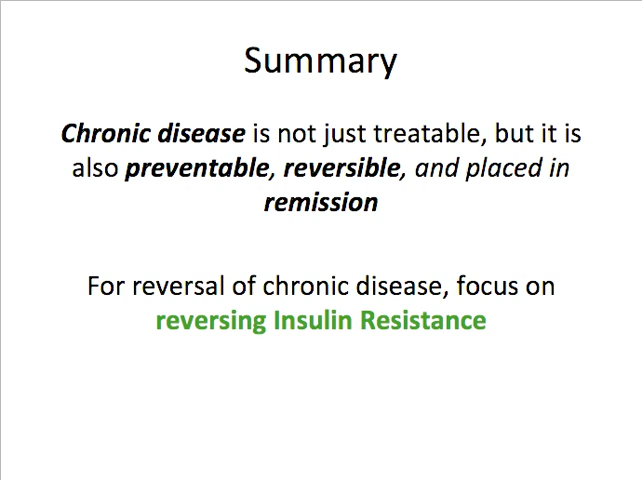 Summary
Chronic disease is not just treatable, but it is
also preventable, reversible, and placed in
remission
For reversal of chronic disease, focus on
reversing Insulin Resistance